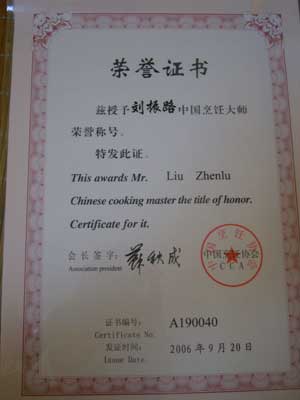 荣誉证书
兹授予刘振路中国烹饪大师
荣誉称号。
特发此证。
This awards Mr. Liu Zhenlu
Chinese cooking master the title of honor.
Certificate for it.
会长签字: 苏秋成
Association president
中国烹饪协会
CCA
证书编号: A190040
Certificate No.
发证时间: 2006年9月20日
Issue Date.